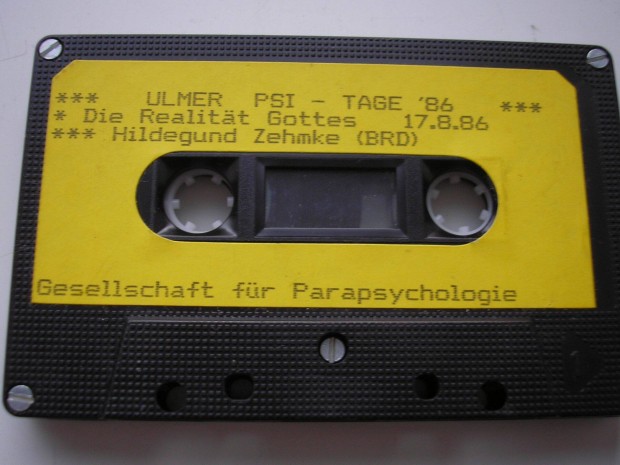 *** ULMER PSI - TAGE '86 ***
* Die Realität Gottes 17.8.86
*** Hildegund Zehmke (BRD)
Gesellschaft für Parapsychologie